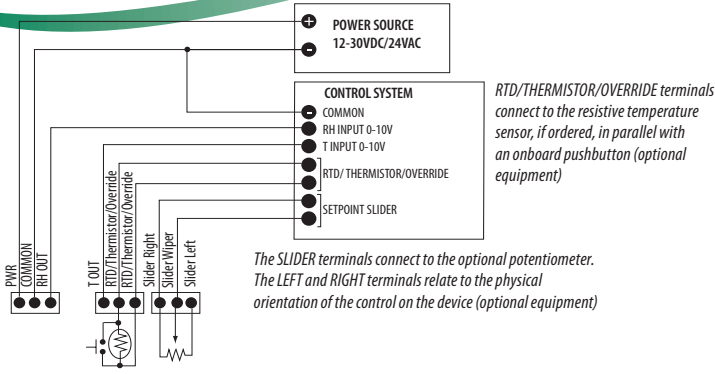 POWER SOURCE
12-30VDC/24VAC
CONTROL SYSTEM
COMMON
RH INPUT 0-10V
T INPUT 0-10V
RTD/ THERMISTOR/OVERRIDE
SETPOINT SLIDER
RTD/THERMISTOR/OVERRIDE terminals
connect to the resistive temperature
sensor, if ordered, in parallel with
an onboard pushbutton (optional
equipment)
The SLIDER terminals connect to the optional potentiometer.
The LEFT and RIGHT terminals relate to the physical
orientation of the control on the device (optional equipment)
PWR
COMMON
RH OUT
T OUT
RTD/Thermistor/Override
RTD/Thermistor/Override
Slider Right
Slider Wiper
Slider Left